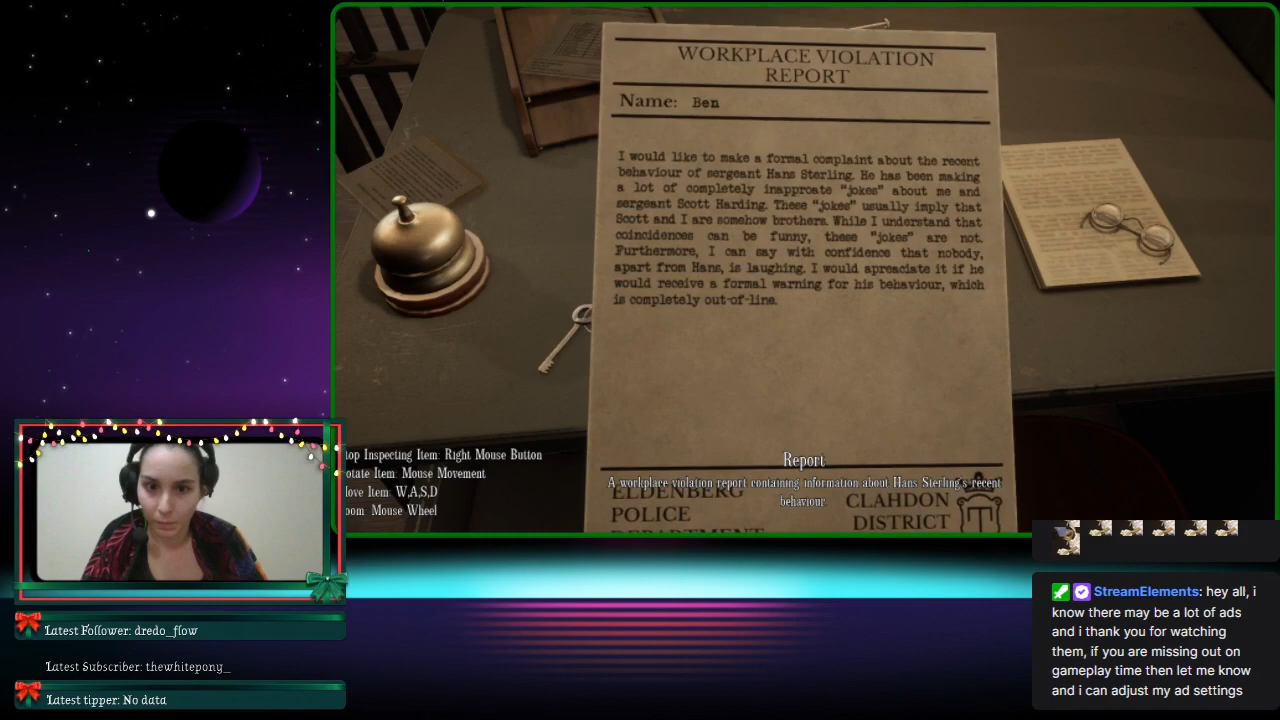 WORKPLACE VIOLATION
REPORT
Name: Ben
I would like to make a formal complaint about the recent
behaviour of sergeant Hans Sterling. He has been making
a lot of completely inapproate "jokes" about me and
sergeant Scott Harding. These "jokes" usually imply that
Scott and I are somehow brothers. While I understand that
coincidences can be funny, these "jokes" are not.
Furthermore, I can say with confidence that nobody,
apart from Hans, is laughing. I would apreaciate it if he
would receive a formal warning for his behaviour, which
is completely out-of-line.
Report
A workplace violation report containing information about Hans Sterling's recent
behaviour.
ELDENBERG
POLICE
DEPARTMENT
CLAHDON
DISTRICT
top Inspecting Item: Right Mouse Button
otate Item: Mouse Movement
ove Item: W,A,S,D
oom: Mouse Wheel
Latest Follower: dredo_flow
Latest Subscriber: thewhitepony_
Latest tipper: No data
StreamElements: hey all, i
know there may be a lot of ads
and i thank you for watching
them, if you are missing out on
gameplay time then let me know
and i can adjust my ad settings